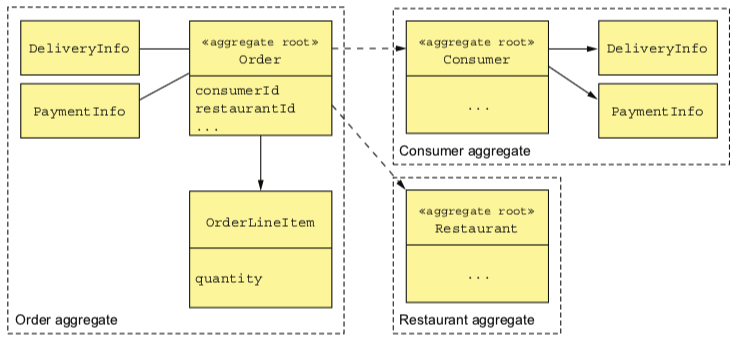 DeliveryInfo
PaymentInfo
«aggregate root»
Order
consumerId
restaurantId
...
OrderLineItem
quantity
Order aggregate
«aggregate root»
Consumer
...
DeliveryInfo
PaymentInfo
Consumer aggregate
«aggregate root»
Restaurant
...
Restaurant aggregate